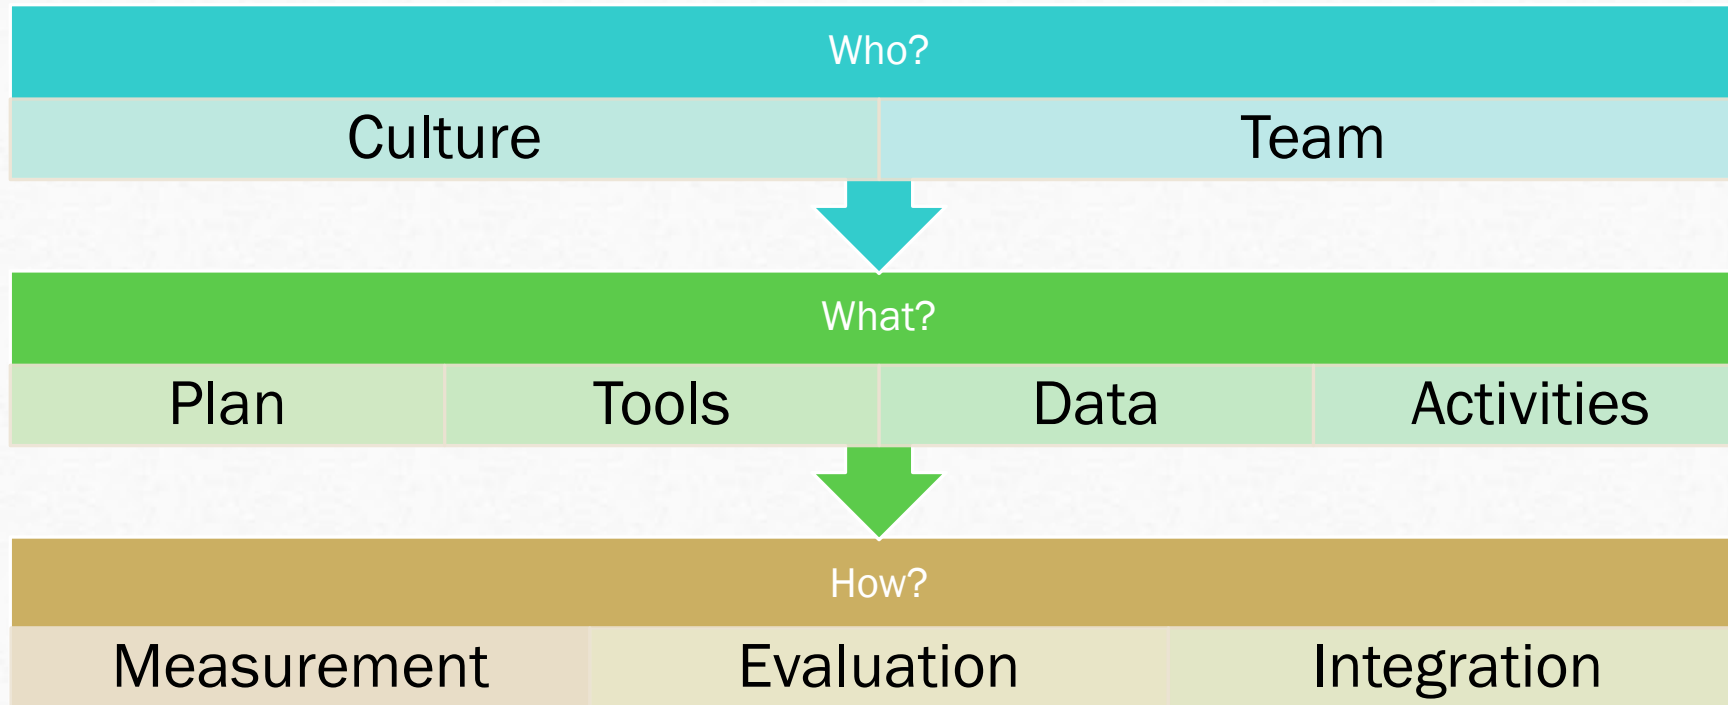 Who?
Culture Team
What?
Plan Tools Data Activities
How?
Measurement Evaluation Integration